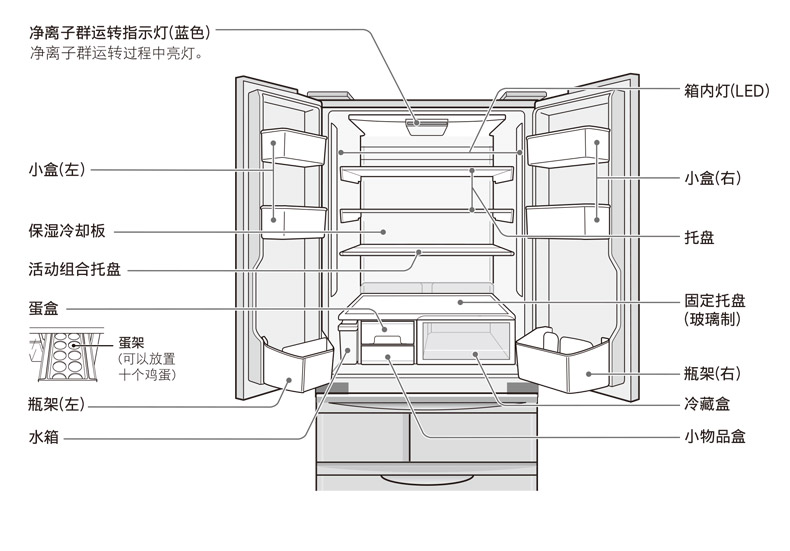 净离子群运转指示灯(蓝色)
净离子群运转过程中亮灯。
小盒(左)
保湿冷却板
活动组合托盘
蛋盒
蛋架
(可以放置
十个鸡蛋)
瓶架(左)
水箱
箱内灯(LED)
小盒(右)
托盘
固定托盘
(玻璃制)
瓶架(右)
冷藏盒
小物品盒